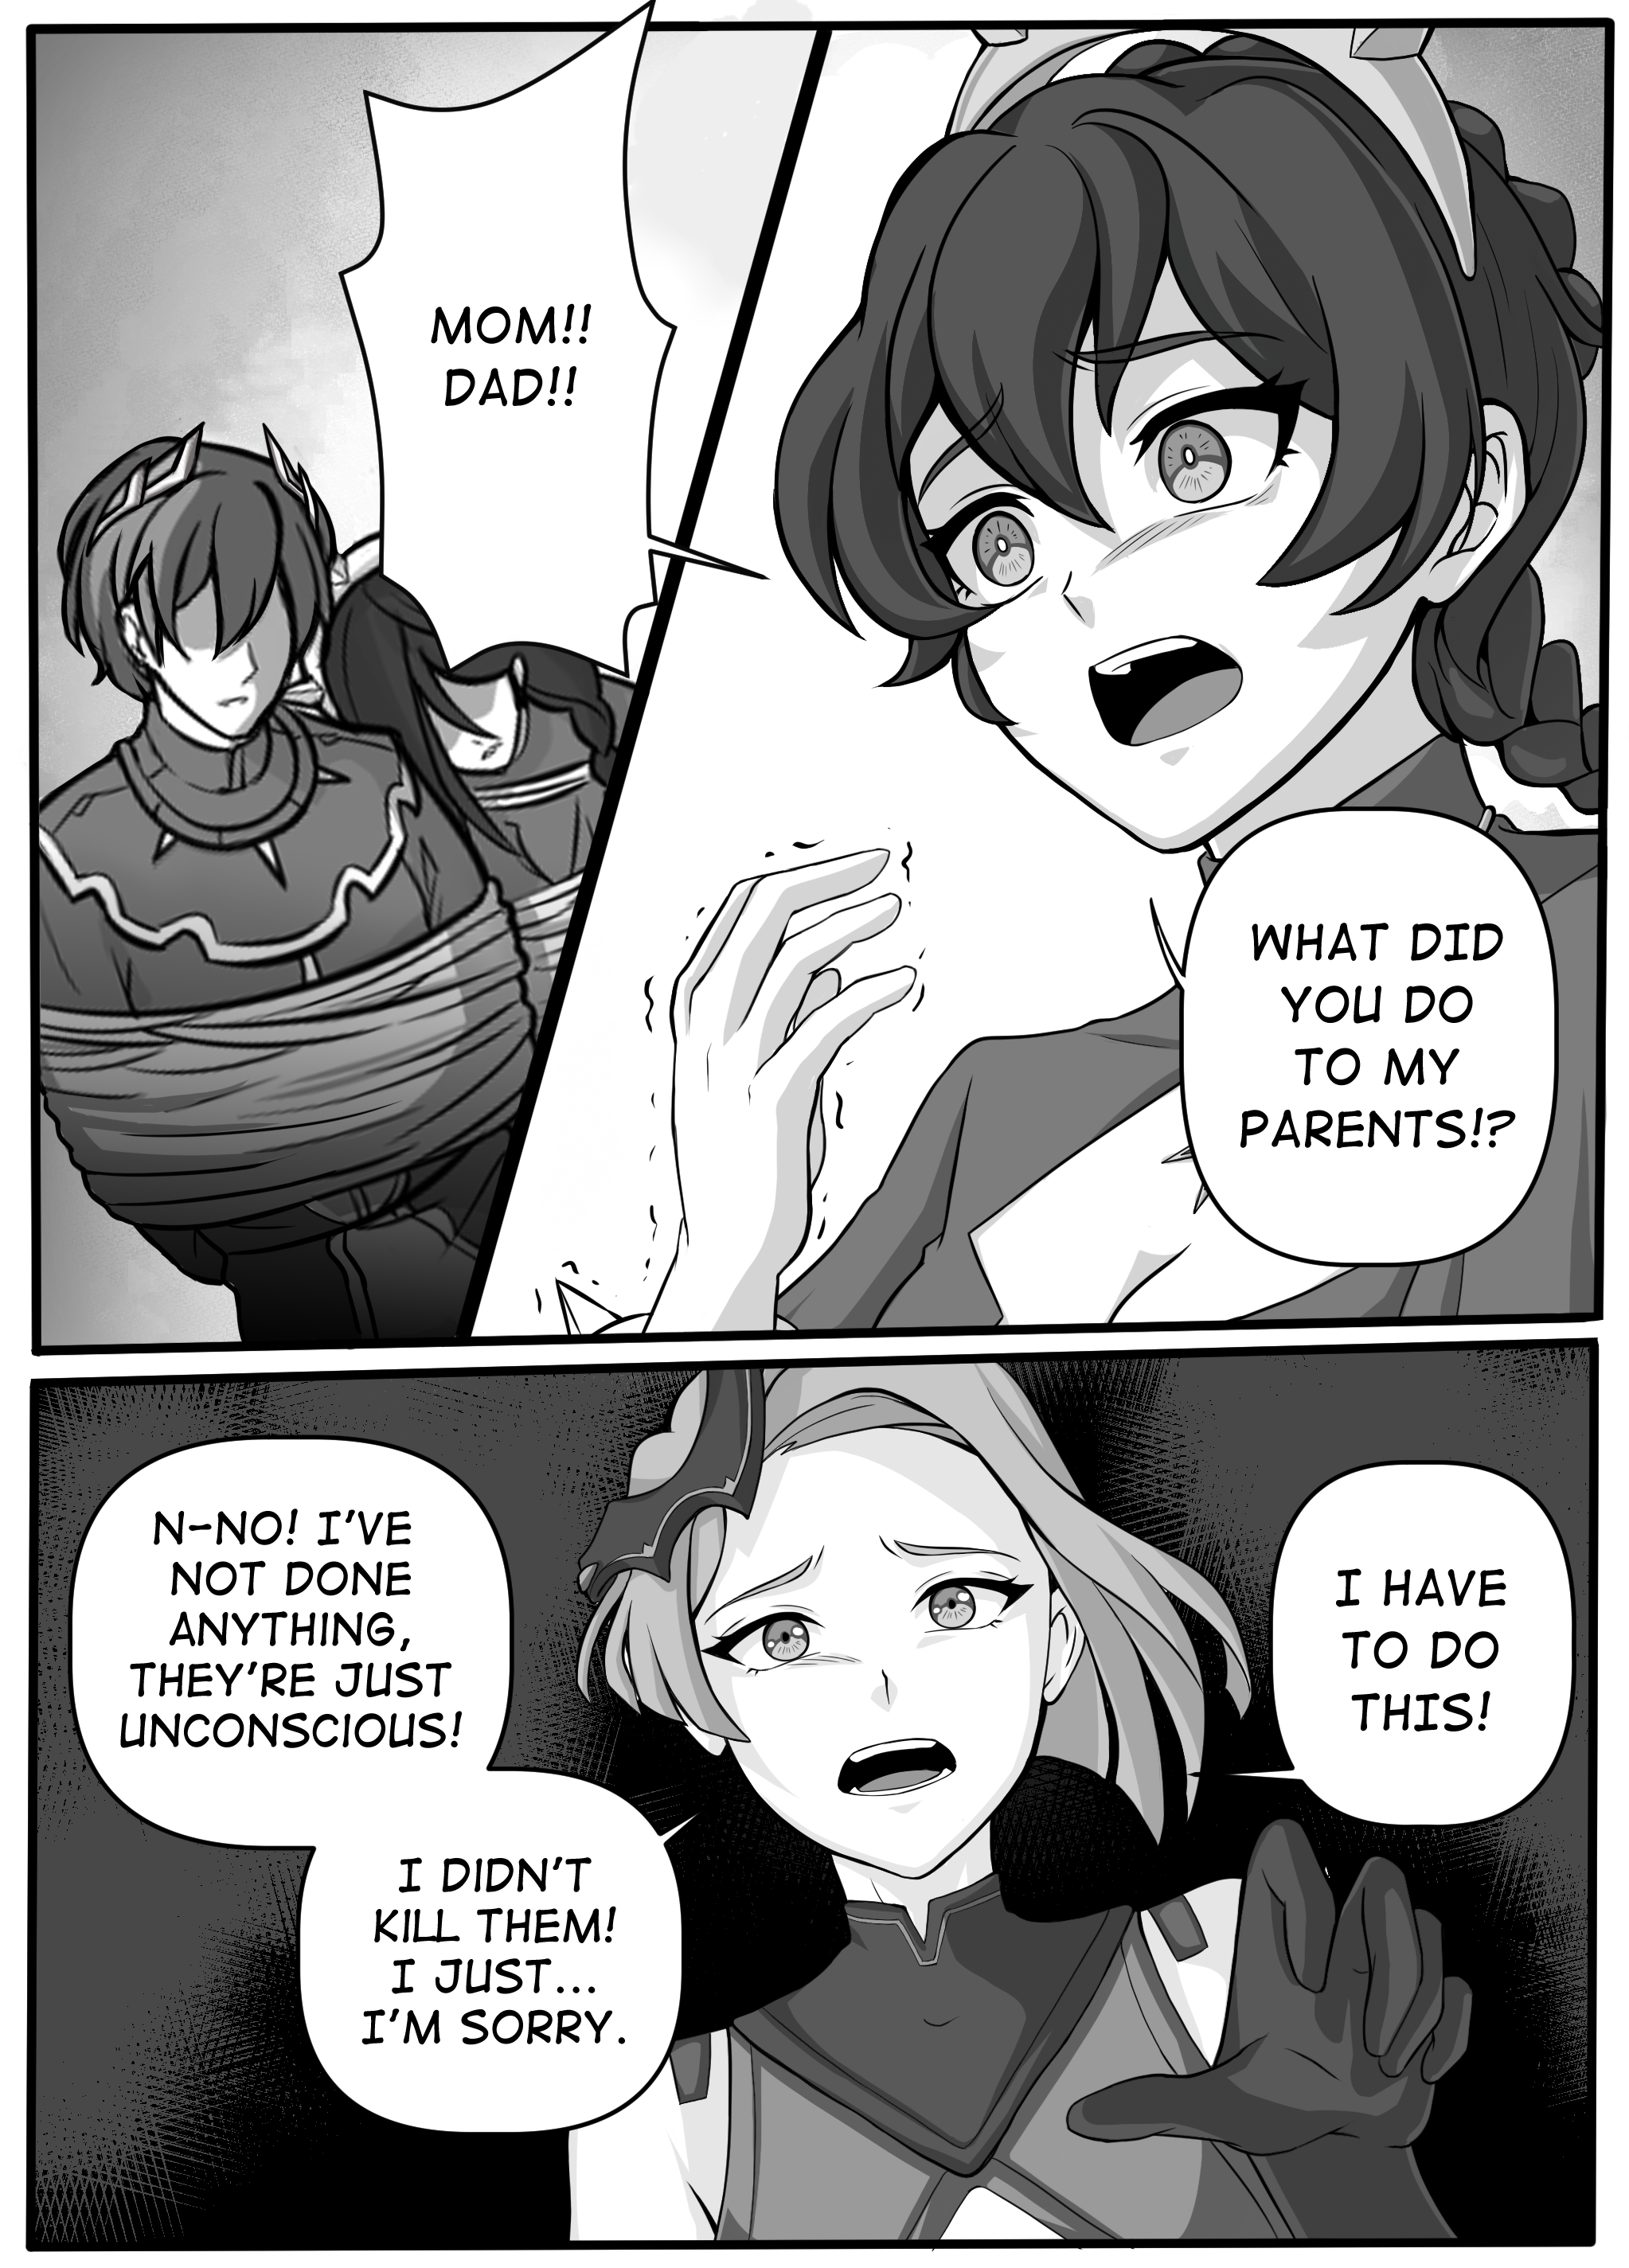 MOM!!
DAD!!
WHAT DID
YOU DO
TO MY
PARENTS!?
N-NO! I'VE
NOT DONE
ANYTHING,
THEY'RE JUST
UNCONSCIOUS!
I DIDN'T
KILL THEM!
I JUST...
I'M SORRY.
I HAVE
TO DO
THIS!